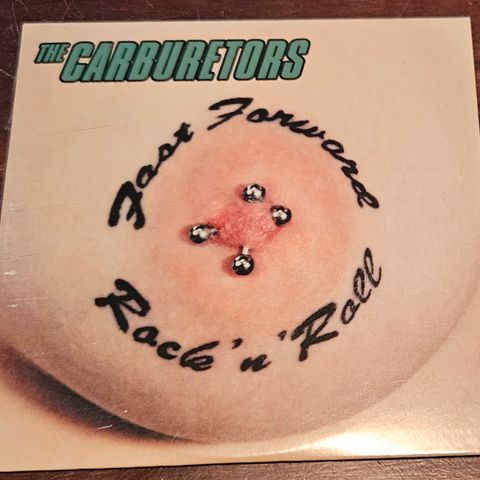 THE CARBURETORS
Fast Forward
Rock 'n' Roll